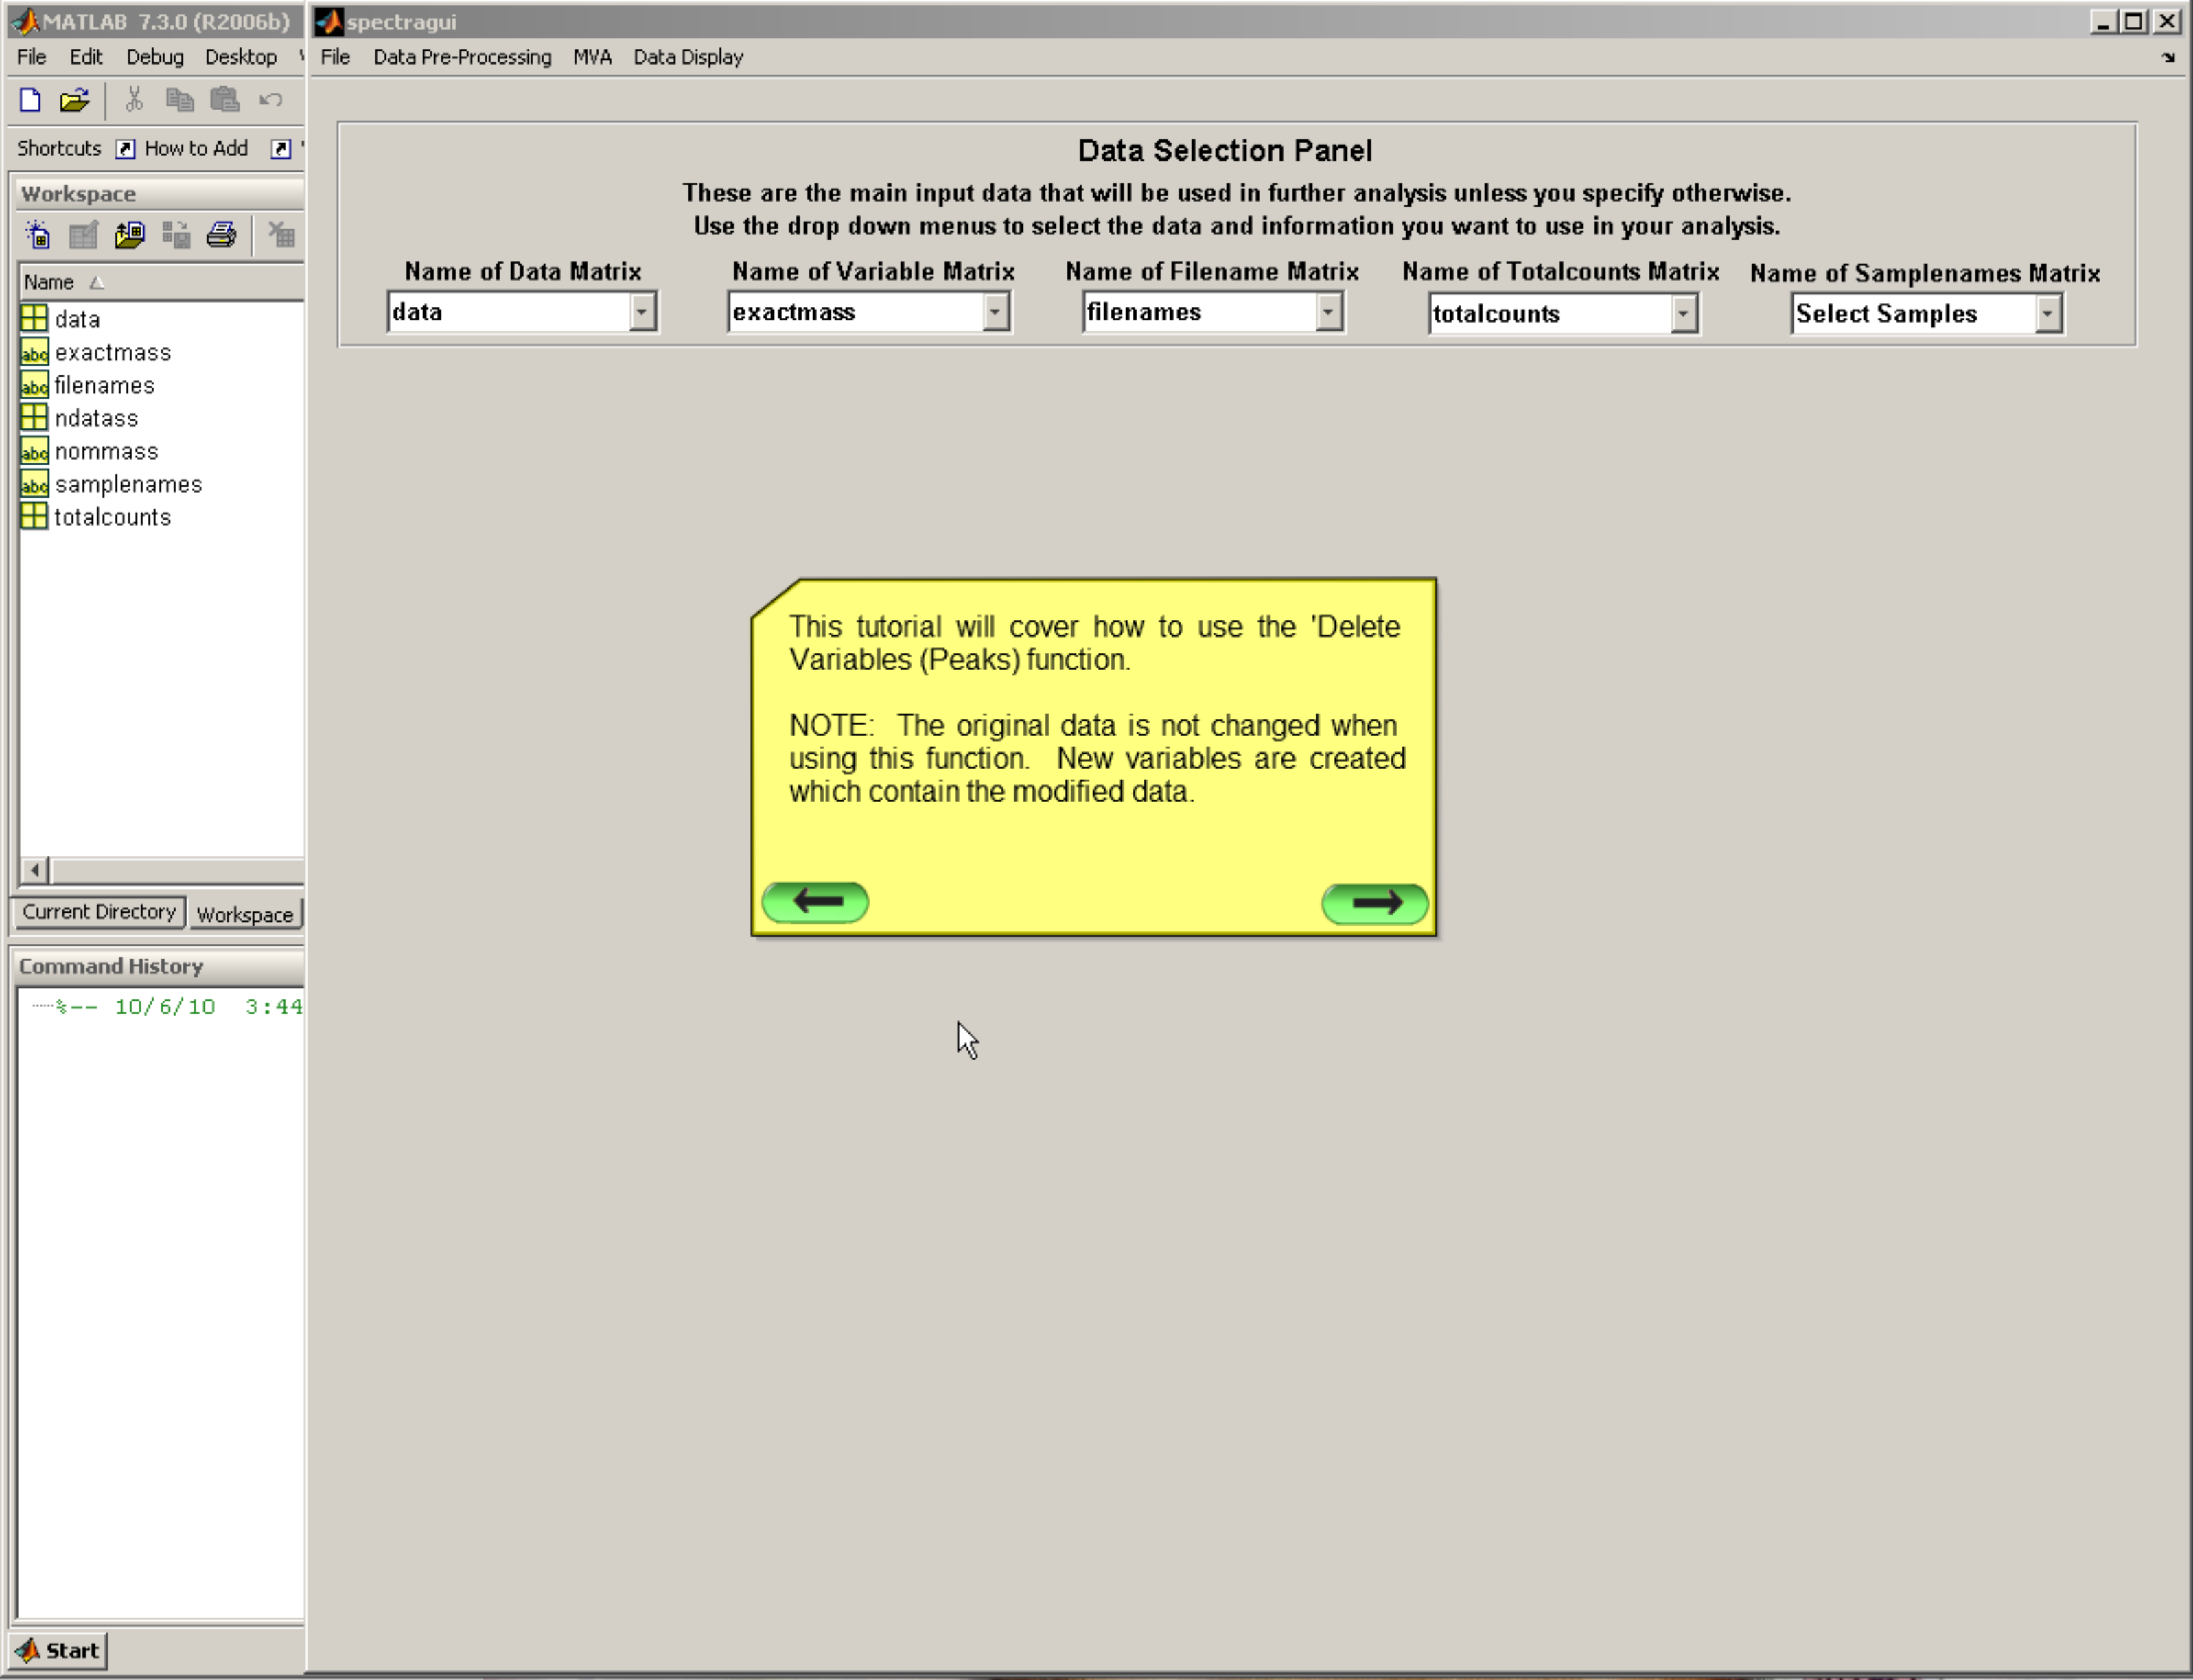 MATLAB 7.3.0 (R2006b)
spectragui
File Edit Debug Desktop
File Data Pre-Processing MVA Data Display
Shortcuts How to Add
Workspace
Name
data
exactmass
filenames
ndatass
nommass
samplenames
totalcounts
Current Directory Workspace
Command History
%-- 10/6/10 3:44
Start
Data Selection Panel
These are the main input data that will be used in further analysis unless you specify otherwise.
Use the drop down menus to select the data and information you want to use in your analysis.
Name of Data Matrix Name of Variable Matrix Name of Filename Matrix Name of Totalcounts Matrix Name of Samplenames Matrix
data exactmass filenames totalcounts Select Samples
This tutorial will cover how to use the 'Delete
Variables (Peaks) function.
NOTE: The original data is not changed when
using this function. New variables are created
which contain the modified data.